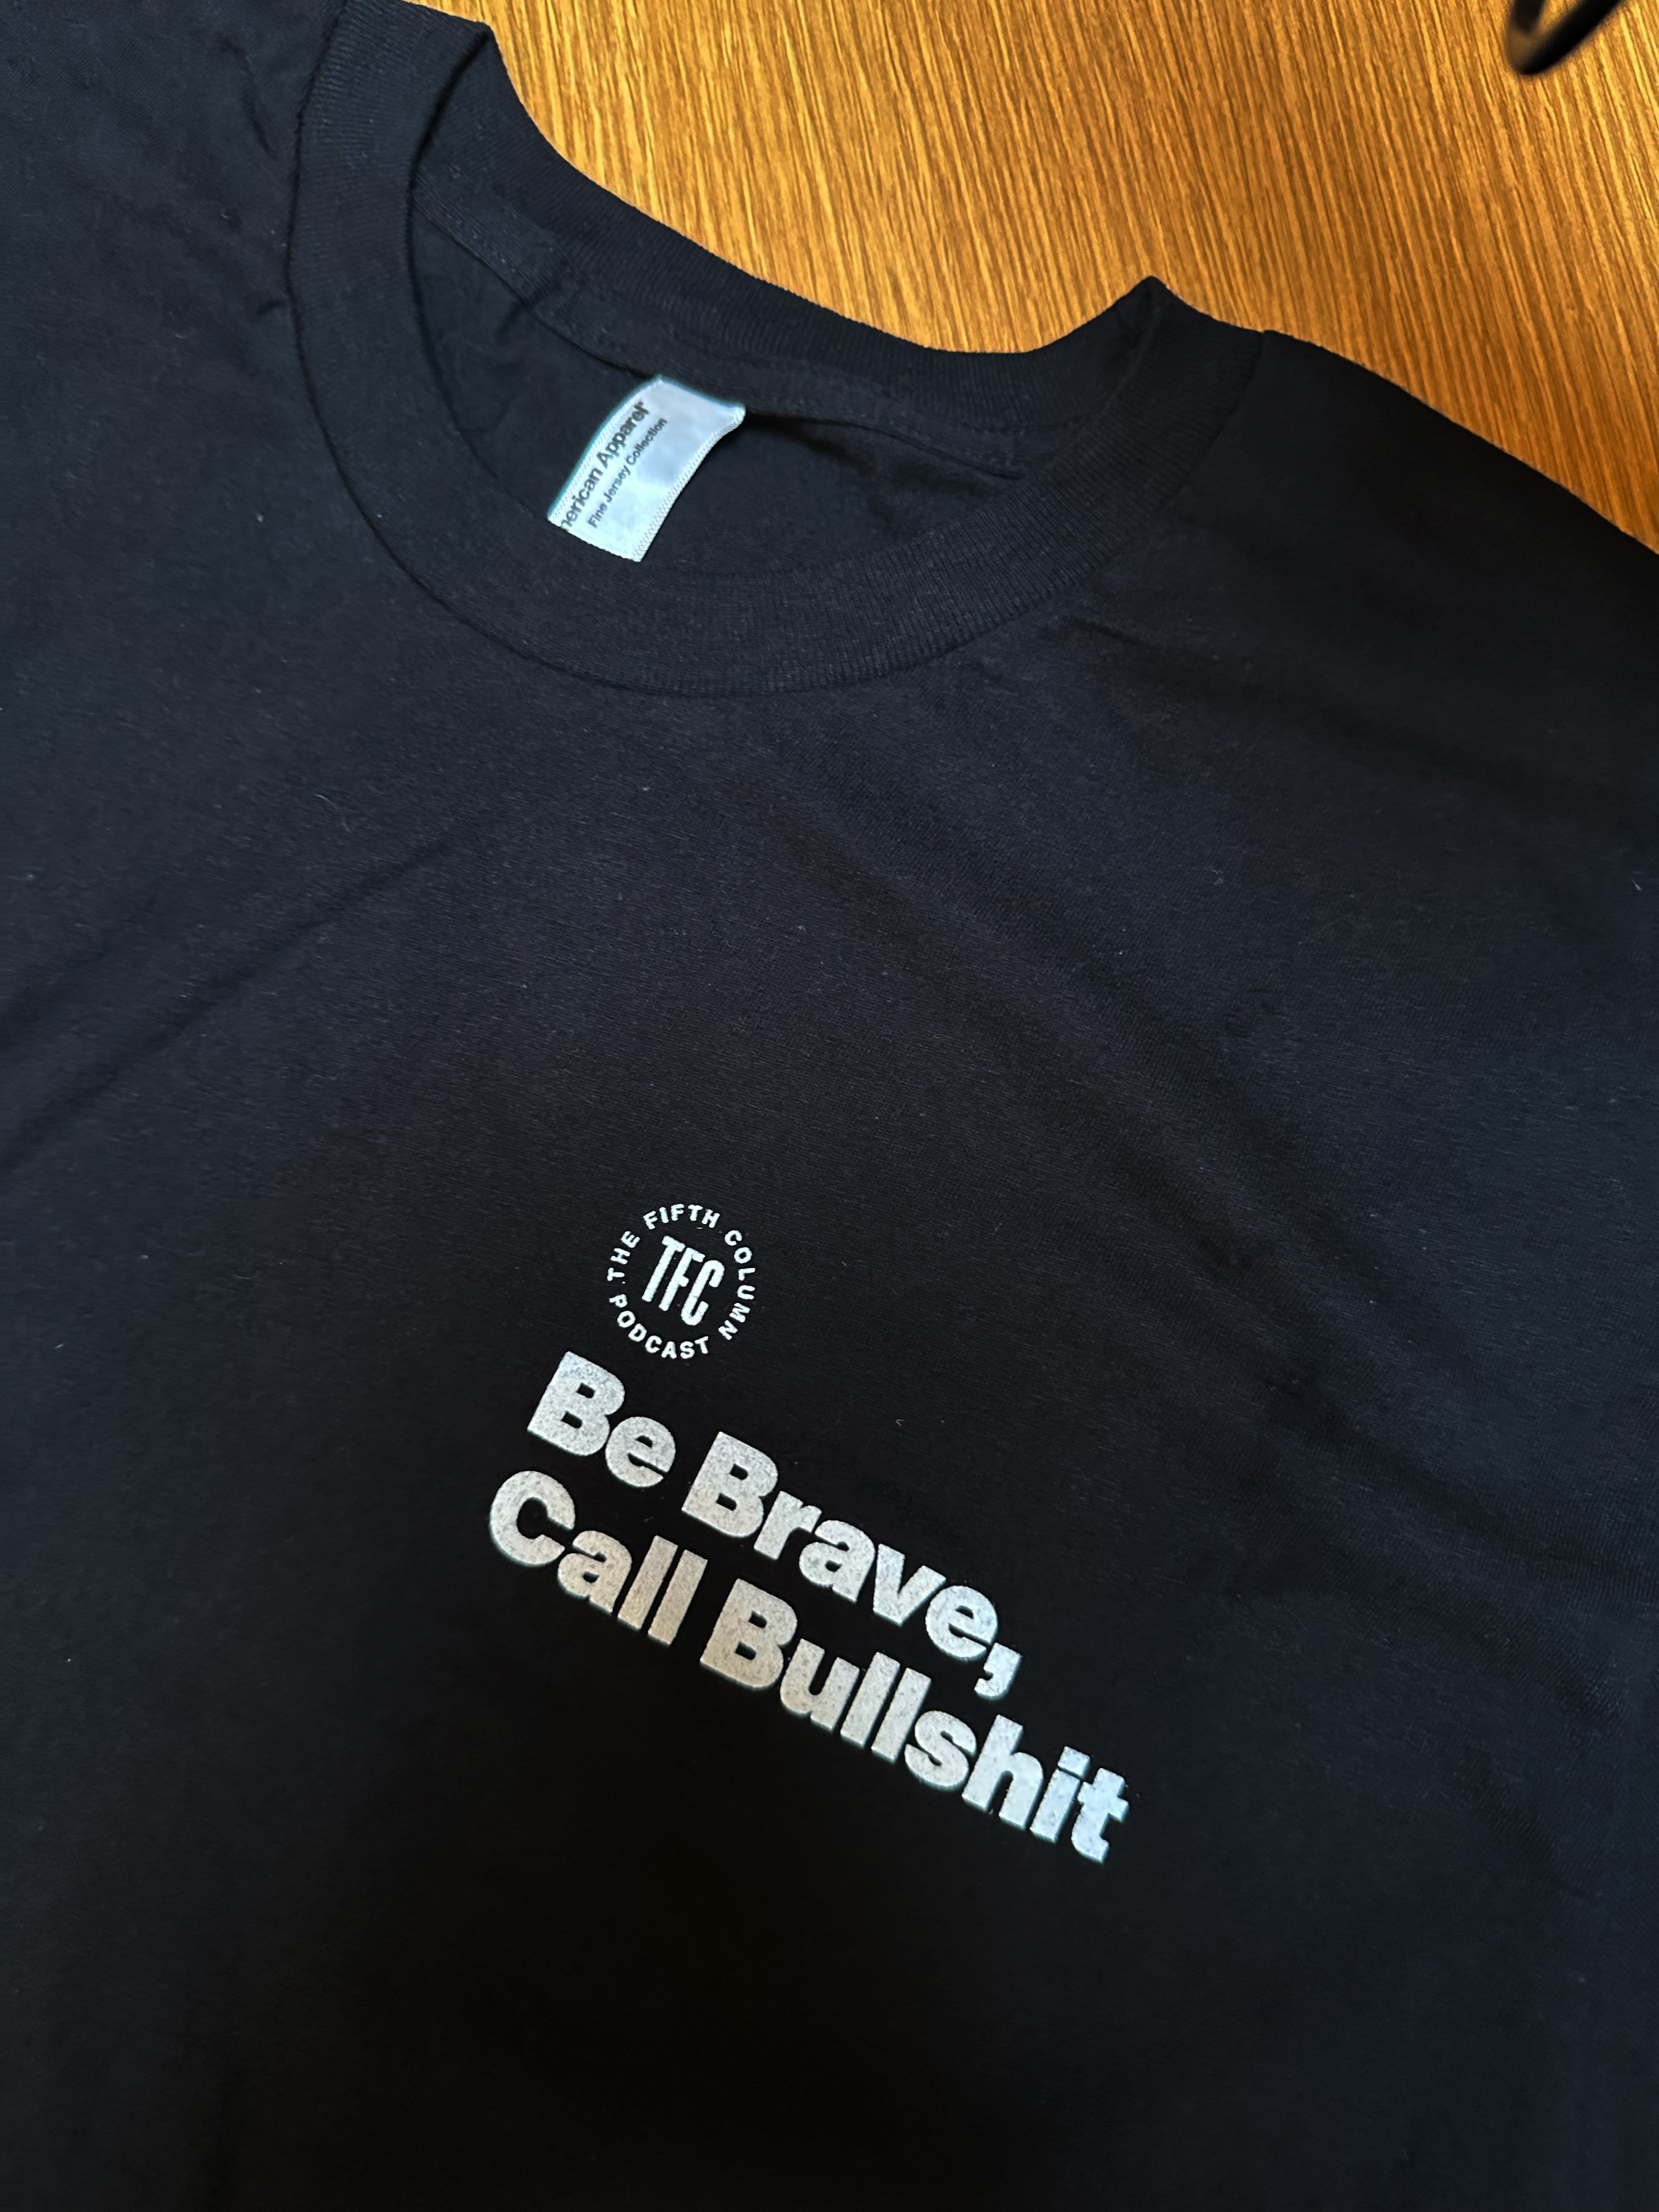 American Apparel
Fine Jersey Collection
THE FIFTH COLUMN
TFC
PODCAST
Be Brave,
Call Bullshit